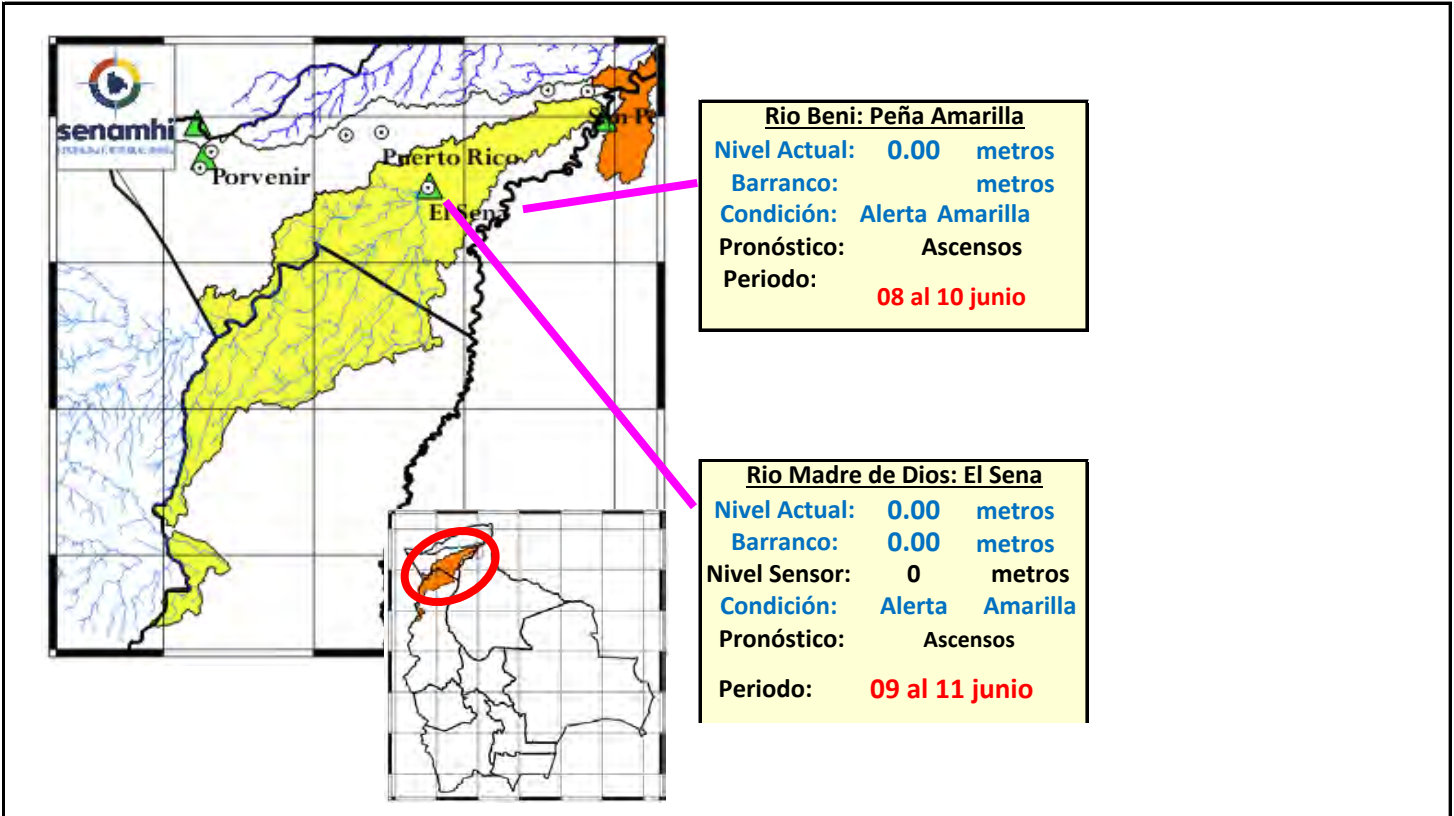 senamhi
Porvenir
Puerto Rico
El Sena
Rio Beni: Peña Amarilla
Nivel Actual: 0.00 metros
Barranco: metros
Condición: Alerta Amarilla
Pronóstico: Ascensos
Periodo:
08 al 10 junio
Rio Madre de Dios: El Sena
Nivel Actual: 0.00 metros
Barranco: 0.00 metros
Nivel Sensor: 0 metros
Condición: Alerta Amarilla
Pronóstico: Ascensos
Periodo: 09 al 11 junio